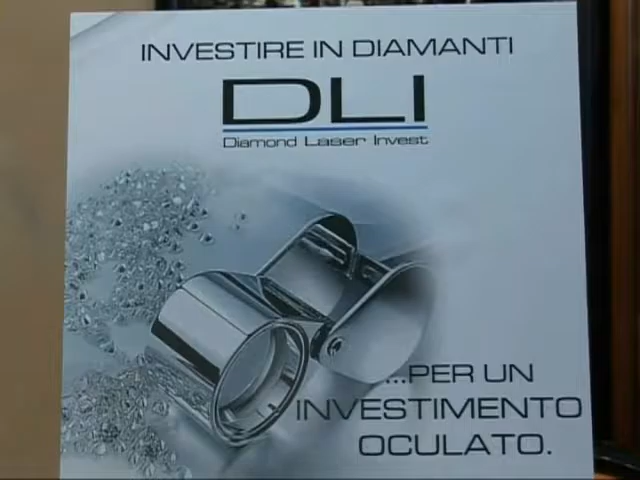 INVESTIRE IN DIAMANTI
DLI
Diamond Laser Invest
...PER UN
INVESTIMENTO
OCULATO.